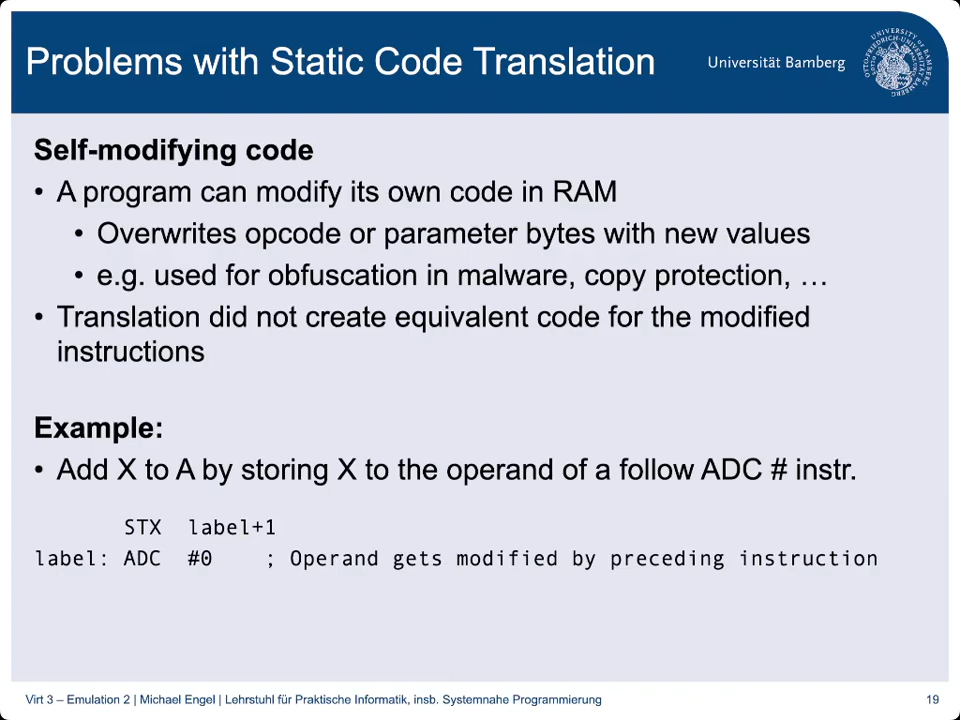 Problems with Static Code Translation
Universität Bamberg
Self-modifying code
• A program can modify its own code in RAM
• Overwrites opcode or parameter bytes with new values
• e.g. used for obfuscation in malware, copy protection, …
• Translation did not create equivalent code for the modified
instructions
Example:
• Add X to A by storing X to the operand of a follow ADC # instr.
STX label+1
label: ADC #0 ; Operand gets modified by preceding instruction
Virt 3 – Emulation 2 | Michael Engel | Lehrstuhl für Praktische Informatik, insb. Systemnahe Programmierung
19